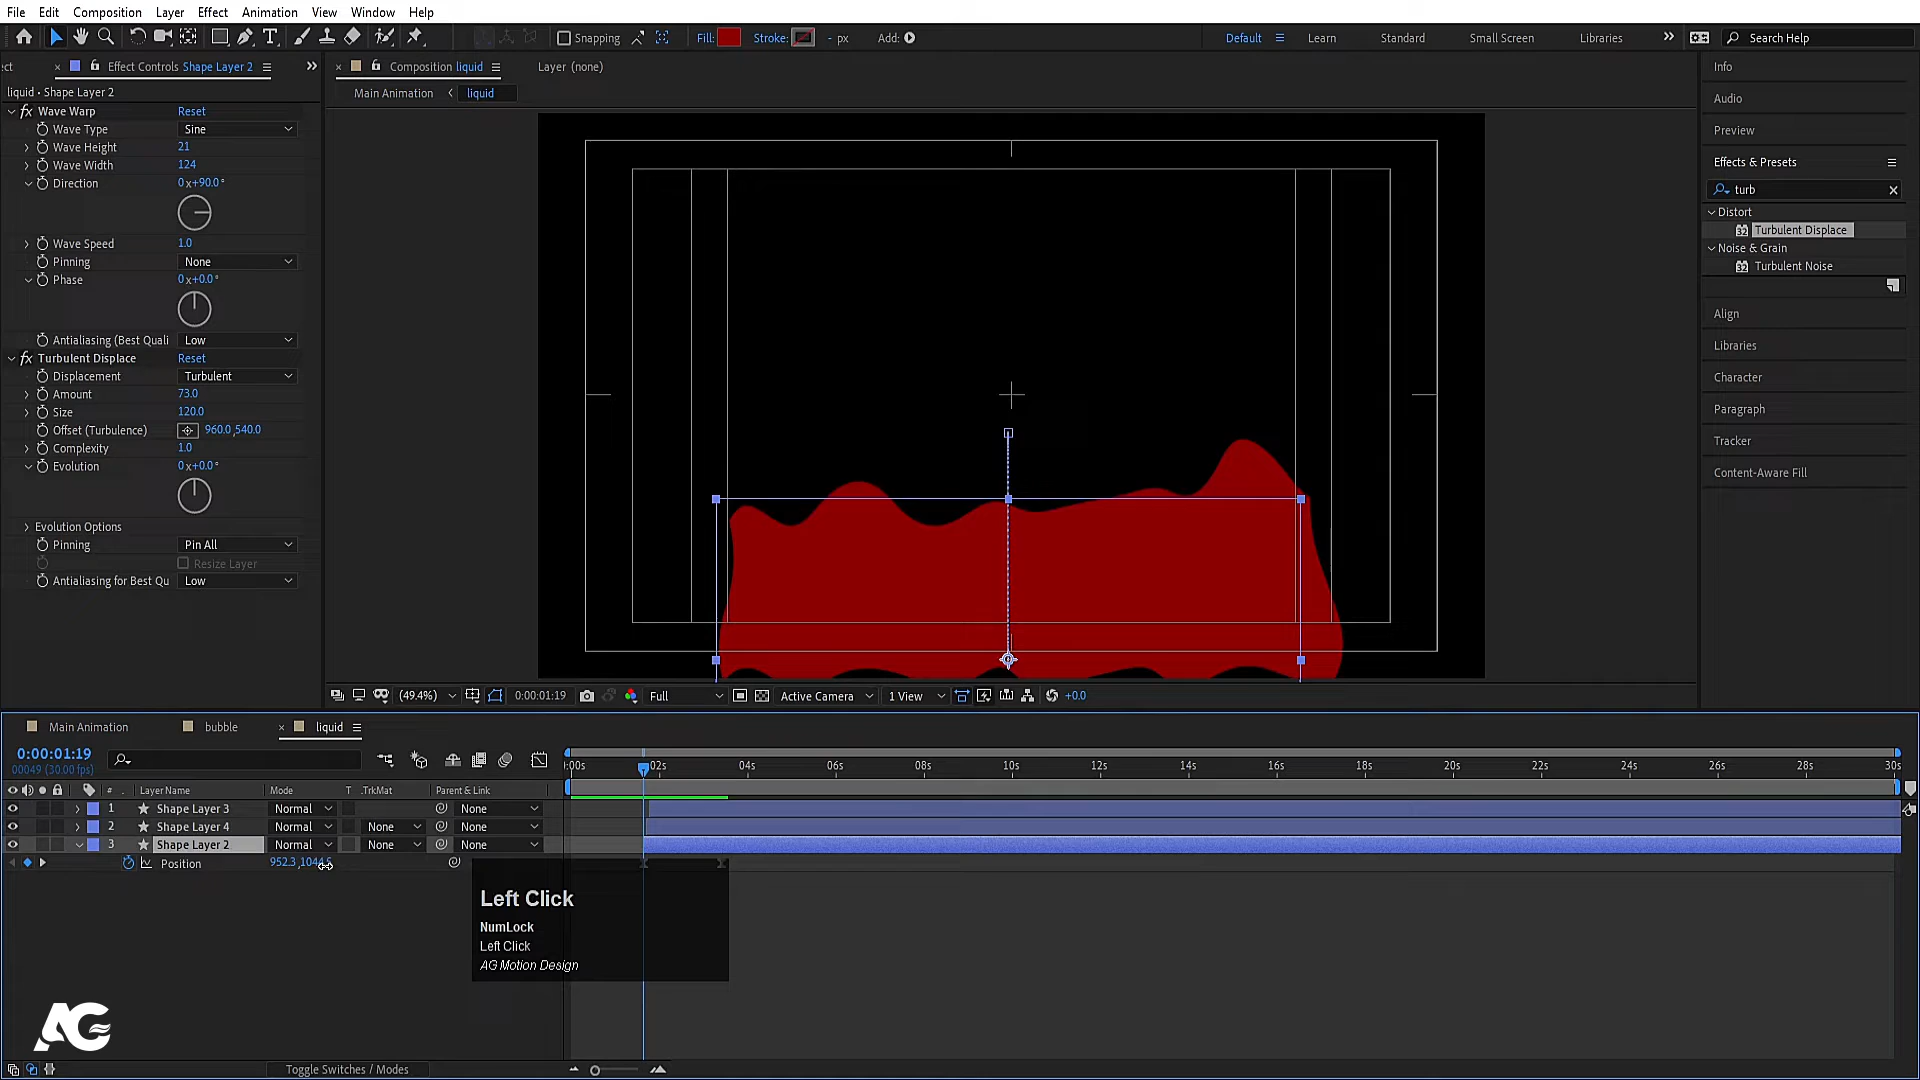 File Edit Composition Layer Effect Animation View Window Help
Snapping Fill: Stroke: - px Add: Default Learn Standard Small Screen Libraries Search Help
ct × Effect Controls Shape Layer 2
× Composition liquid Layer (none)
liquid • Shape Layer 2
Main Animation liquid
fx Wave Warp Reset
Wave Type Sine
Wave Height 21
Wave Width 124
Direction 0x+90.0°
Wave Speed 1.0
Pinning None
Phase 0x+0.0°
Antialiasing (Best Quali Low
fx Turbulent Displace Reset
Displacement Turbulent
Amount 73.0
Size 120.0
Offset (Turbulence) 960.0,540.0
Complexity 1.0
Evolution 0x+0.0°
Evolution Options
Pinning Pin All
Resize Layer
Antialiasing for Best Qu Low
Info
Audio
Preview
Effects & Presets
turb
Distort
32 Turbulent Displace
Noise & Grain
32 Turbulent Noise
Align
Libraries
Character
Paragraph
Tracker
Content-Aware Fill
(49.4%) 0:00:01:19 Full Active Camera 1 View +0.0
Main Animation bubble × liquid
0:00:01:19
00049 (30.00 fps)
:00s 02s 04s 06s 08s 10s 12s 14s 16s 18s 20s 22s 24s 26s 28s 30s
# . Layer Name Mode T .TrkMat Parent & Link
1 Shape Layer 3 Normal None
2 Shape Layer 4 Normal None None
3 Shape Layer 2 Normal None None
Position
Left Click
NumLock
Left Click
AG Motion Design
AG
Toggle Switches / Modes